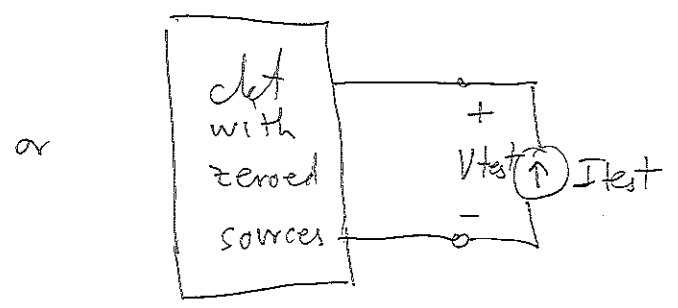 or
ckt
with
zeroed
sources
+
Vtest
↑
Itest
-